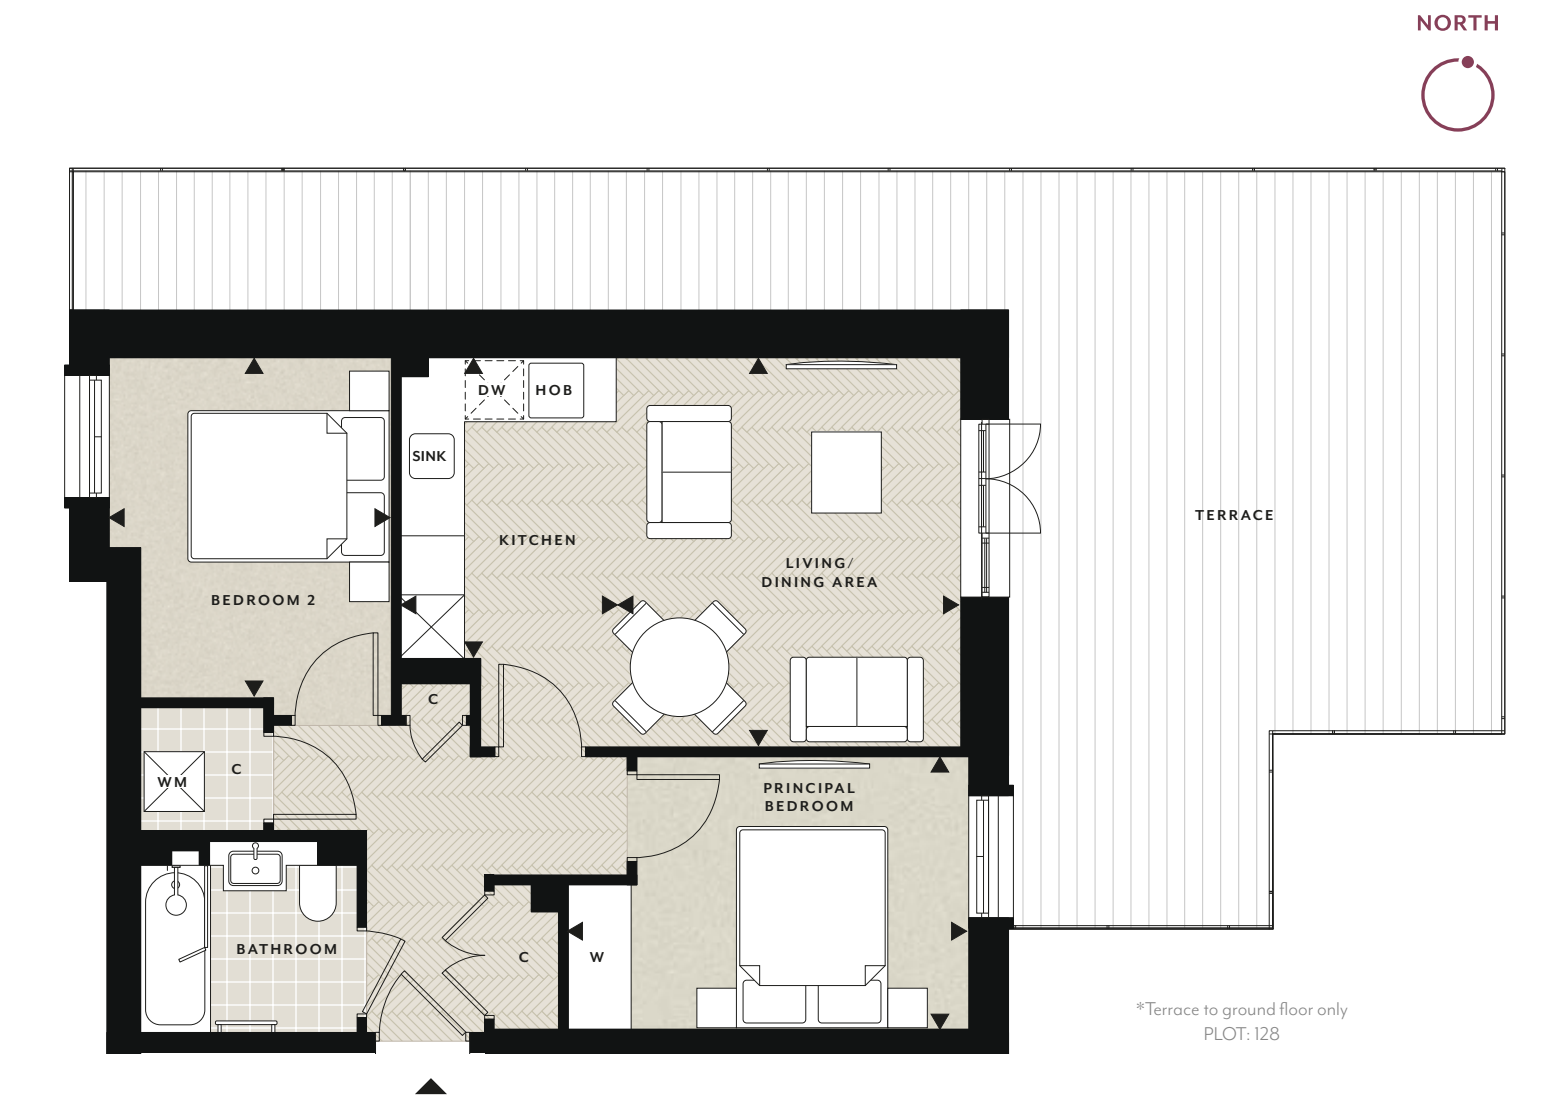 NORTH
DW
HOB
SINK
TERRACE
KITCHEN
LIVING/
DINING AREA
BEDROOM 2
C
WM
C
PRINCIPAL
BEDROOM
BATHROOM
C
W
*Terrace to ground floor only
PLOT: 128